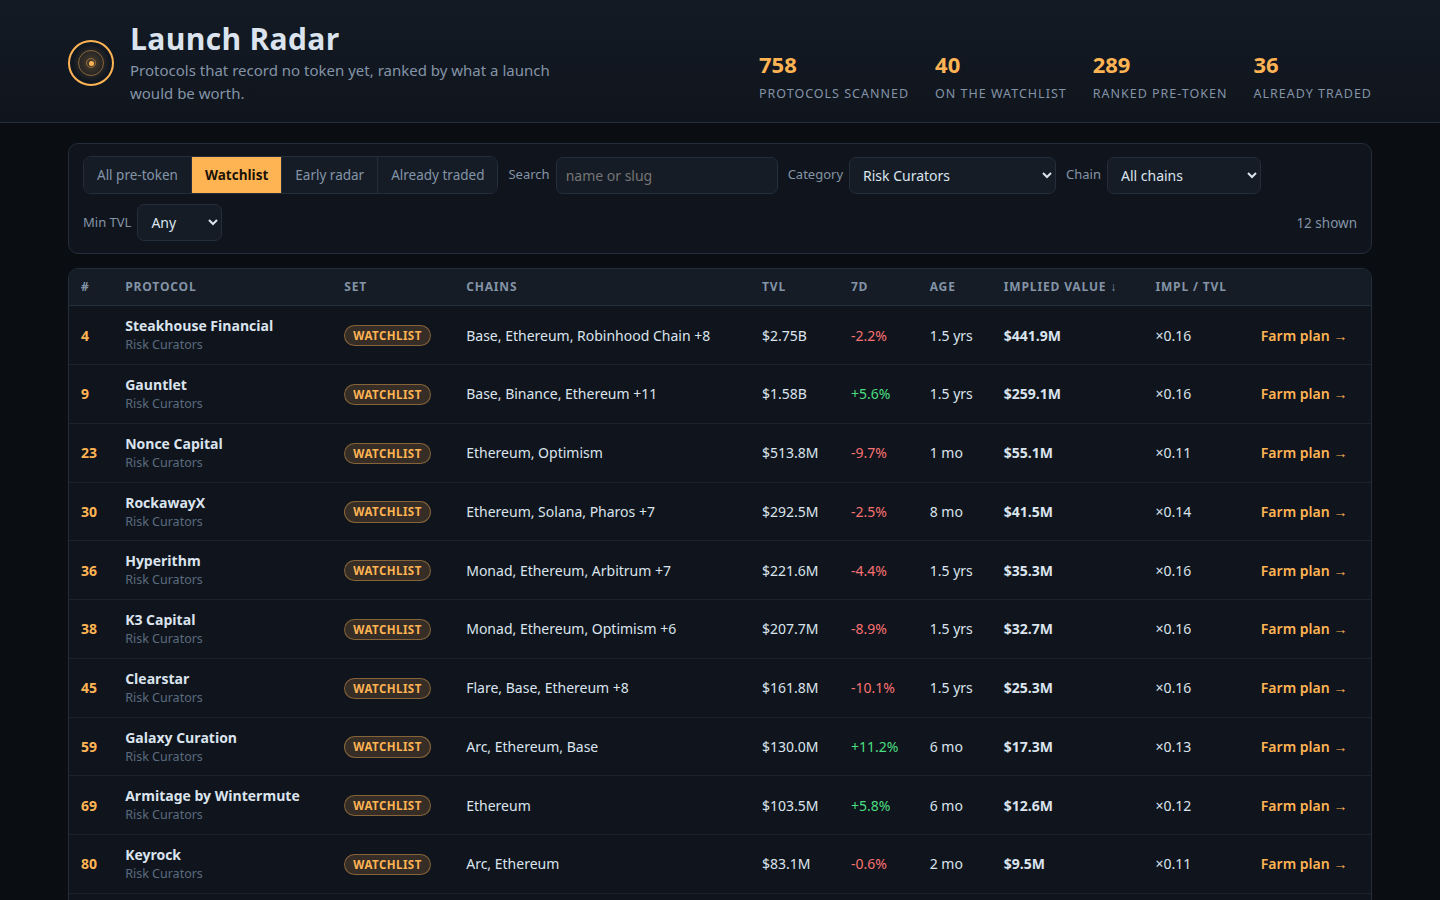 Launch Radar
Protocols that record no token yet, ranked by what a launch
would be worth.
758
PROTOCOLS SCANNED
40
ON THE WATCHLIST
289
RANKED PRE-TOKEN
36
ALREADY TRADED
All pre-token Watchlist Early radar Already traded Search name or slug Category Risk Curators Chain All chains
Min TVL Any 12 shown
# PROTOCOL SET CHAINS TVL 7D AGE IMPLIED VALUE ↓ IMPL / TVL
4 Steakhouse Financial WATCHLIST Base, Ethereum, Robinhood Chain +8 $2.75B -2.2% 1.5 yrs $441.9M ×0.16 Farm plan →
Risk Curators
9 Gauntlet WATCHLIST Base, Binance, Ethereum +11 $1.58B +5.6% 1.5 yrs $259.1M ×0.16 Farm plan →
Risk Curators
23 Nonce Capital WATCHLIST Ethereum, Optimism $513.8M -9.7% 1 mo $55.1M ×0.11 Farm plan →
Risk Curators
30 RockawayX WATCHLIST Ethereum, Solana, Pharos +7 $292.5M -2.5% 8 mo $41.5M ×0.14 Farm plan →
Risk Curators
36 Hyperithm WATCHLIST Monad, Ethereum, Arbitrum +7 $221.6M -4.4% 1.5 yrs $35.3M ×0.16 Farm plan →
Risk Curators
38 K3 Capital WATCHLIST Monad, Ethereum, Optimism +6 $207.7M -8.9% 1.5 yrs $32.7M ×0.16 Farm plan →
Risk Curators
45 Clearstar WATCHLIST Flare, Base, Ethereum +8 $161.8M -10.1% 1.5 yrs $25.3M ×0.16 Farm plan →
Risk Curators
59 Galaxy Curation WATCHLIST Arc, Ethereum, Base $130.0M +11.2% 6 mo $17.3M ×0.13 Farm plan →
Risk Curators
69 Armitage by Wintermute WATCHLIST Ethereum $103.5M +5.8% 6 mo $12.6M ×0.12 Farm plan →
Risk Curators
80 Keyrock WATCHLIST Arc, Ethereum $83.1M -0.6% 2 mo $9.5M ×0.11 Farm plan →
Risk Curators